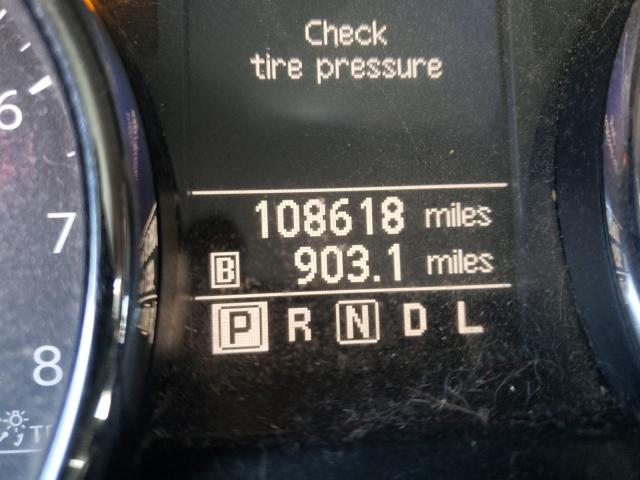 Check
tire pressure
108618 miles
B 903.1 miles
P R N D L
6
7
8